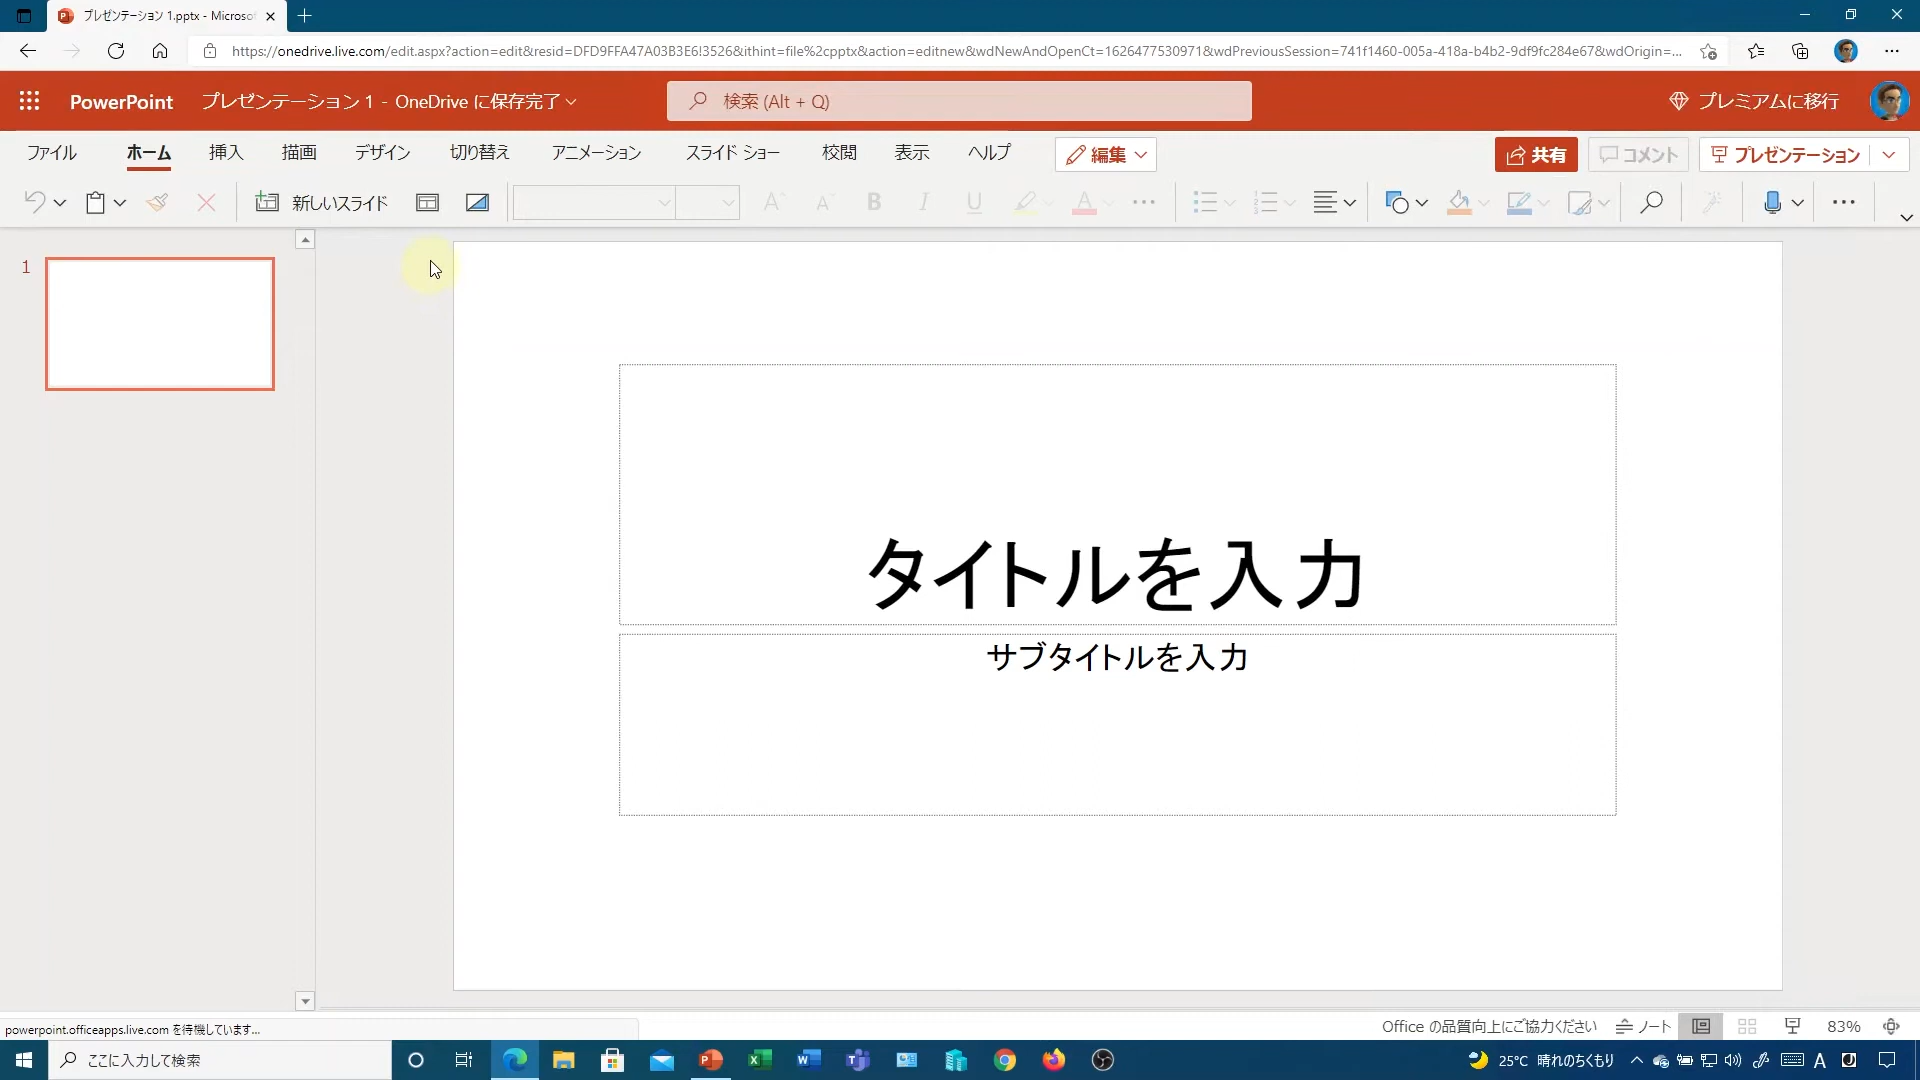 プレゼンテーション 1.pptx - Microso
https://onedrive.live.com/edit.aspx?action=edit&resid=DFD9FFA47A03B3E6!3526&ithint=file%2cpptx&action=editnew&wdNewAndOpenCt=1626477530971&wdPreviousSession=741f1460-005a-418a-b4b2-9df9fc284e67&wdOrigin=...
PowerPoint プレゼンテーション 1 - OneDrive に保存完了 検索 (Alt + Q) プレミアムに移行
ファイル ホーム 挿入 描画 デザイン 切り替え アニメーション スライド ショー 校閲 表示 ヘルプ 編集 共有 コメント プレゼンテーション
新しいスライド B I U A
1
タイトルを入力
サブタイトルを入力
powerpoint.officeapps.live.com を待機しています...
Office の品質向上にご協力ください ノート 83%
ここに入力して検索 25°C 晴れのちくもり A